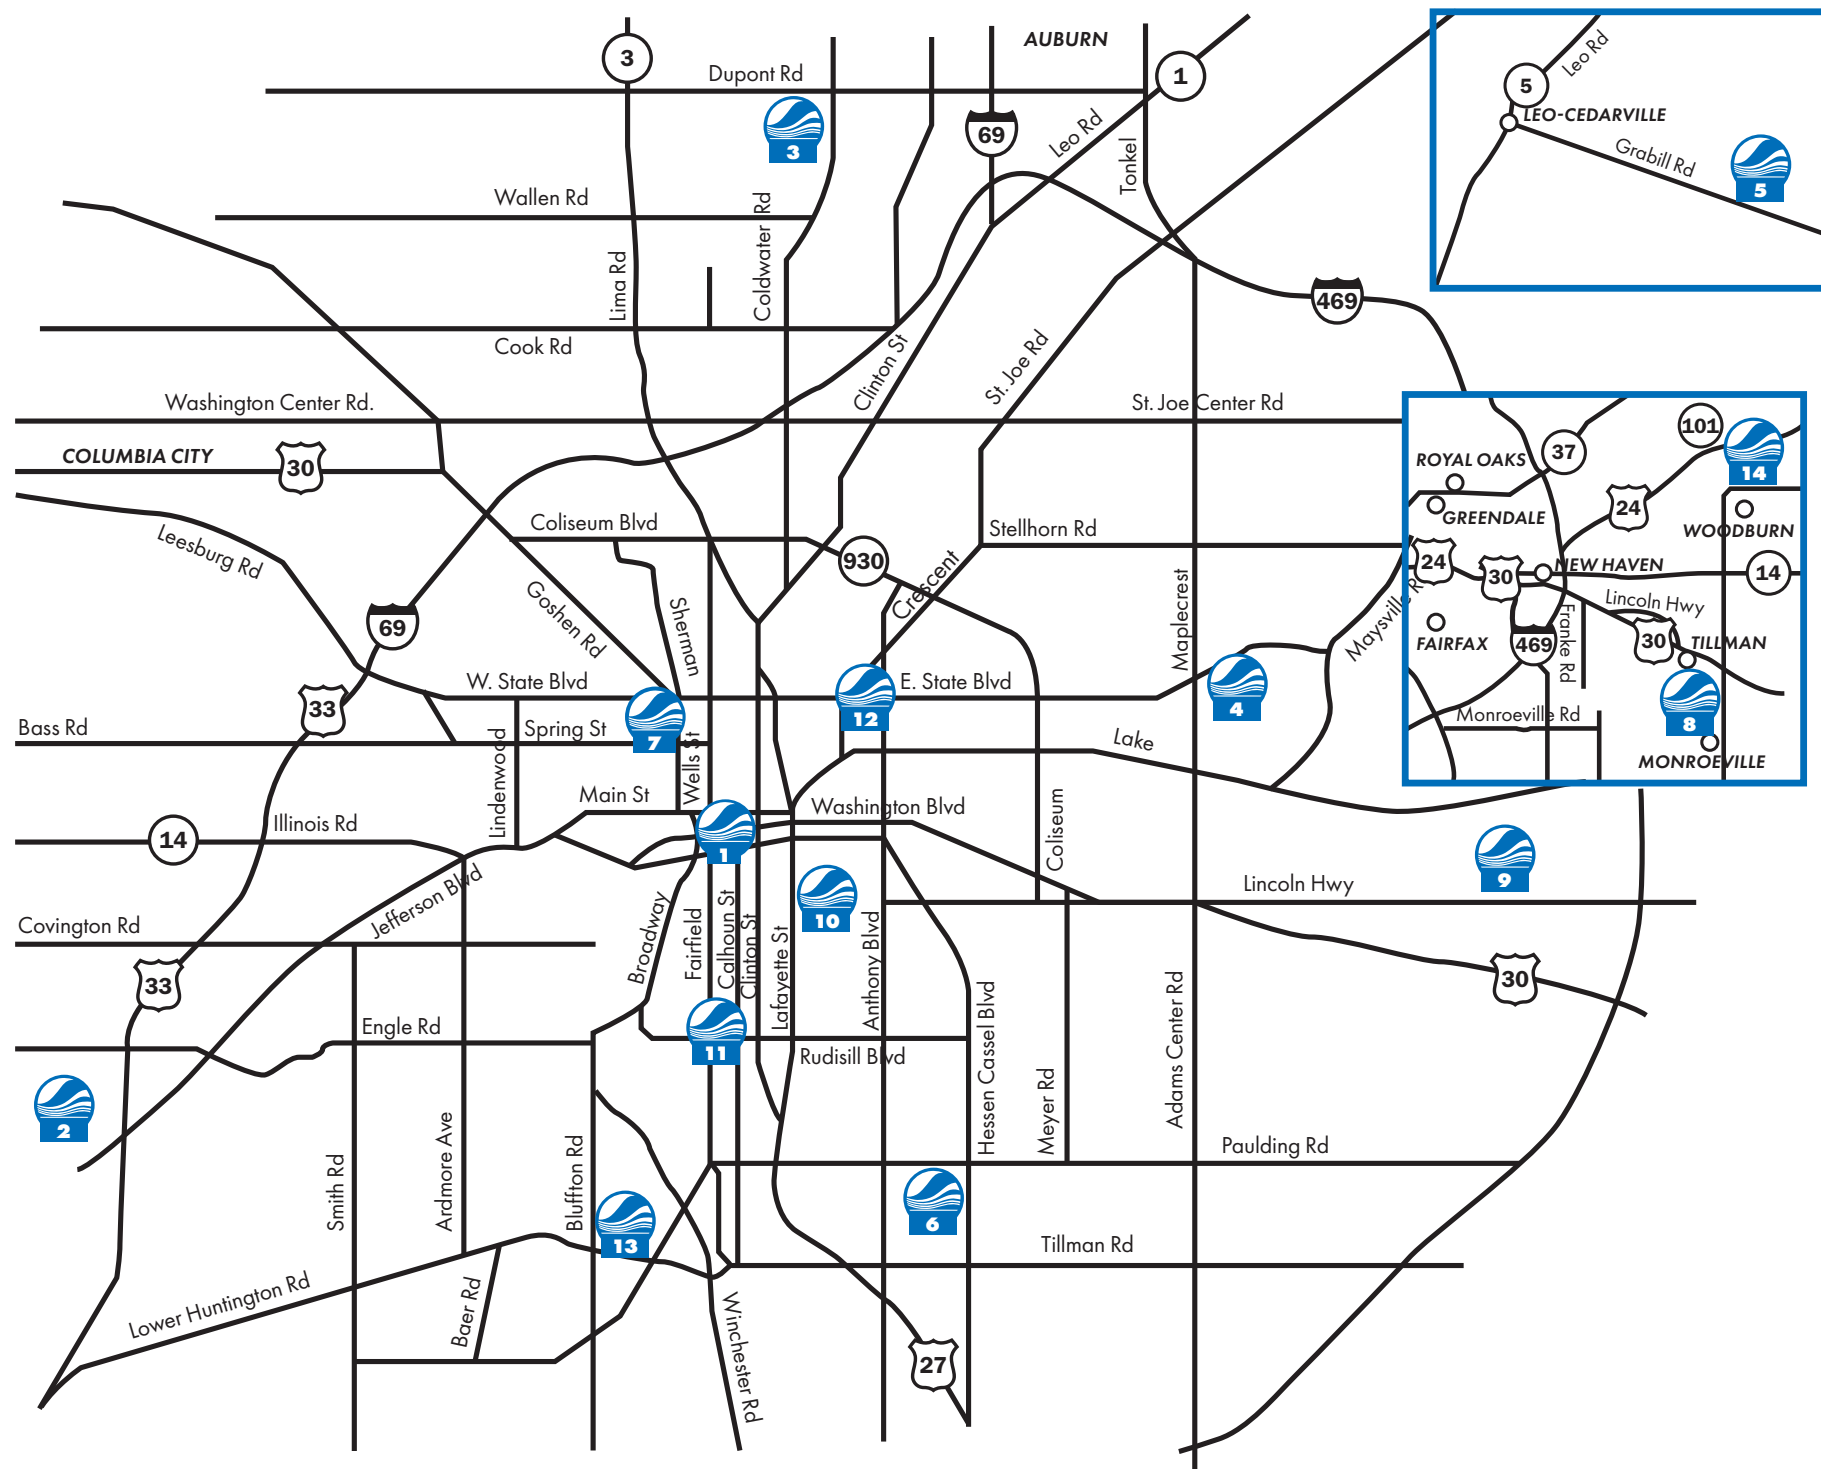 AUBURN
3
1
Dupont Rd
Leo Rd
5
LEO-CEDARVILLE
Grabill Rd
5
3
69
Leo Rd
Tonkel
Wallen Rd
Coldwater Rd
Lima Rd
469
Cook Rd
Clinton St
St. Joe Rd
Washington Center Rd.
St. Joe Center Rd
COLUMBIA CITY
30
101
37
ROYAL OAKS
14
24
GREENDALE
WOODBURN
24
30
NEW HAVEN
14
Lincoln Hwy
Franke Rd
FAIRFAX
469
30
TILLMAN
8
Monroeville Rd
MONROEVILLE
Leesburg Rd
Coliseum Blvd
930
Stellhorn Rd
Crescent
Goshen Rd
Sherman
Maplecrest
Maysville R
69
W. State Blvd
E. State Blvd
33
7
12
4
Bass Rd
Spring St
Lindenwood
Wells St
Lake
Main St
Washington Blvd
14
Illinois Rd
1
Coliseum
9
Jefferson Blvd
Lincoln Hwy
10
Covington Rd
Broadway
Fairfield
Calhoun St
Clinton St
Lafayette St
Anthony Blvd
33
30
Engle Rd
11
Rudisill Blvd
Hessen Cassel Blvd
Meyer Rd
Adams Center Rd
2
Smith Rd
Ardmore Ave
Bluffton Rd
Paulding Rd
13
6
Tillman Rd
Lower Huntington Rd
Baer Rd
Winchester Rd
27